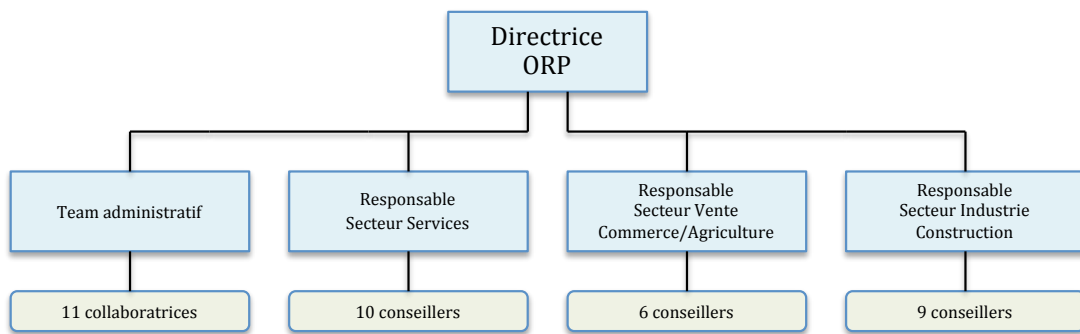 Directrice
ORP
Team administratif
Responsable
Secteur Services
Responsable
Secteur Vente
Commerce/Agriculture
Responsable
Secteur Industrie
Construction
11 collaboratrices
10 conseillers
6 conseillers
9 conseillers